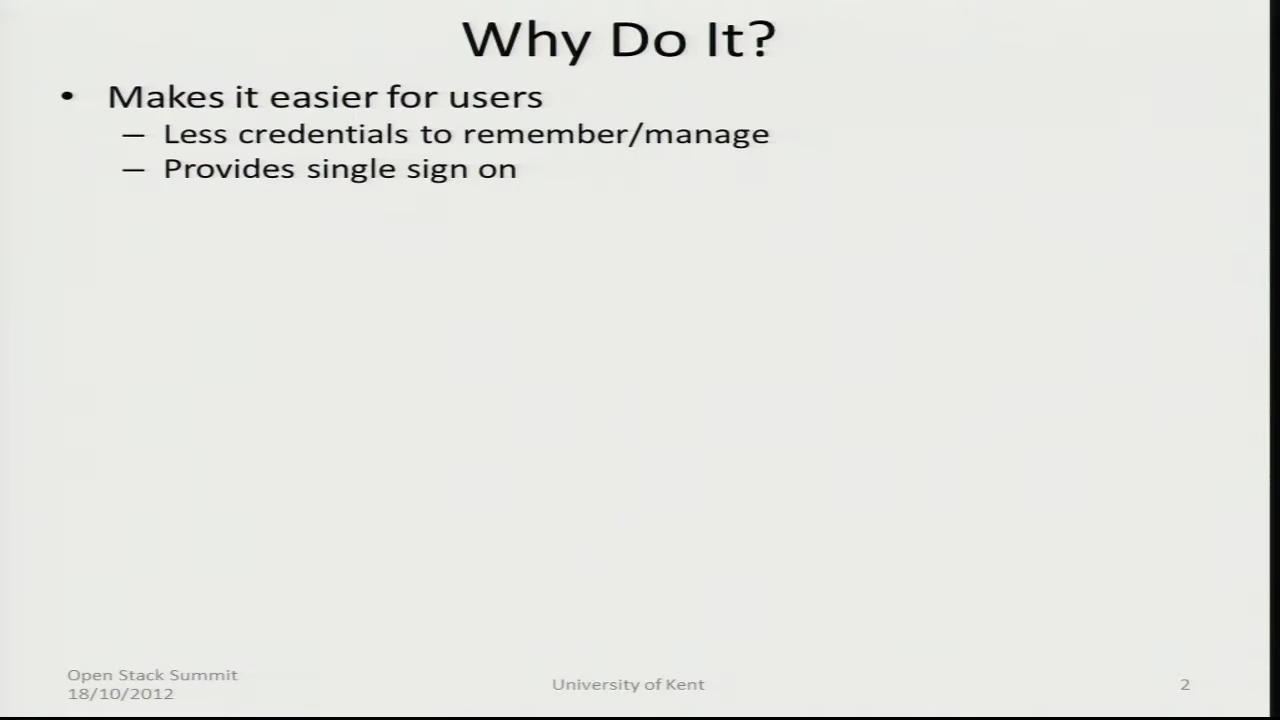 Why Do It?
• Makes it easier for users
– Less credentials to remember/manage
– Provides single sign on
Open Stack Summit
18/10/2012
University of Kent
2